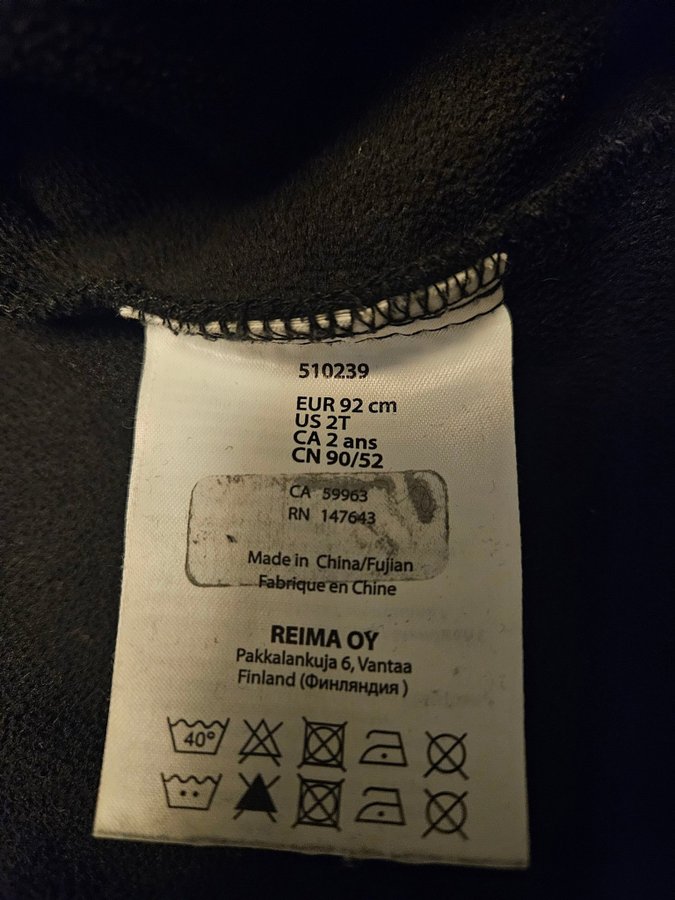 510239
EUR 92 cm
US 2T
CA 2 ans
CN 90/52
CA 59963
RN 147643
Made in China/Fujian
Fabrique en Chine
REIMA OY
Pakkalankuja 6, Vantaa
Finland (Финляндия)
40°